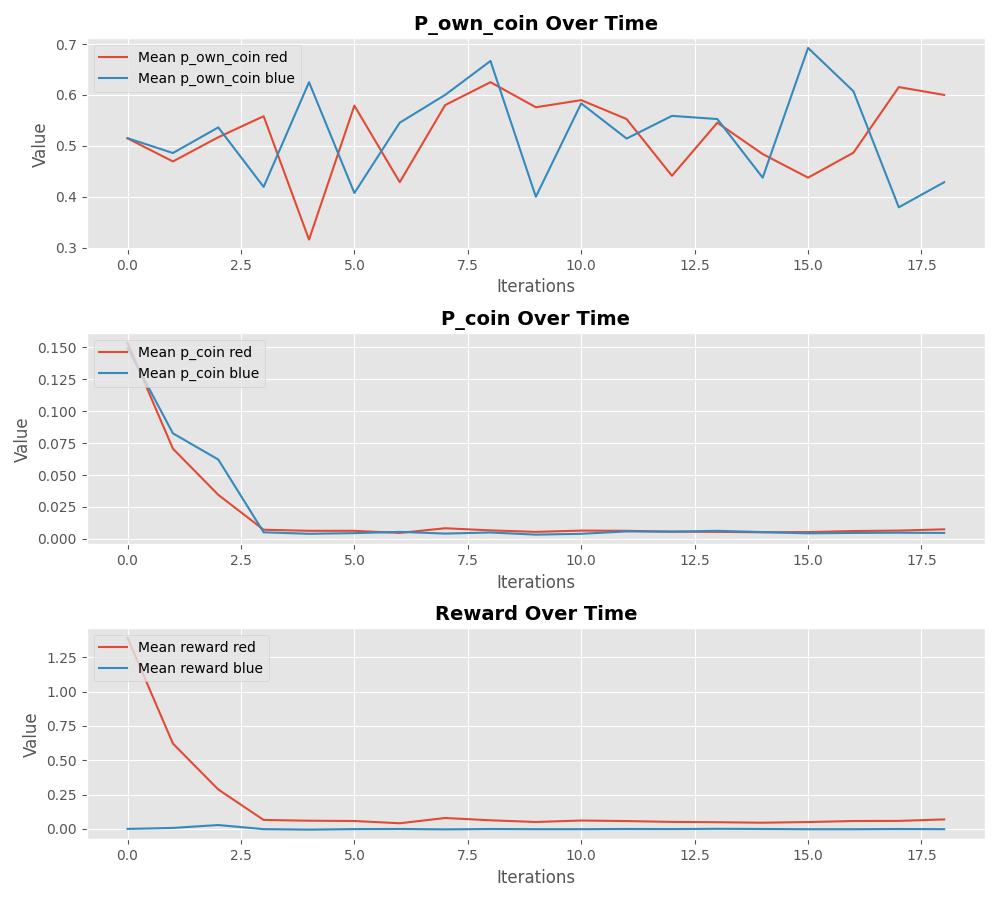 P_own_coin Over Time
Mean p_own_coin red
Mean p_own_coin blue
Value
0.7
0.6
0.5
0.4
0.3
0.0 2.5 5.0 7.5 10.0 12.5 15.0 17.5
Iterations
P_coin Over Time
Mean p_coin red
Mean p_coin blue
Value
0.150
0.125
0.100
0.075
0.050
0.025
0.000
0.0 2.5 5.0 7.5 10.0 12.5 15.0 17.5
Iterations
Reward Over Time
Mean reward red
Mean reward blue
Value
1.25
1.00
0.75
0.50
0.25
0.00
0.0 2.5 5.0 7.5 10.0 12.5 15.0 17.5
Iterations